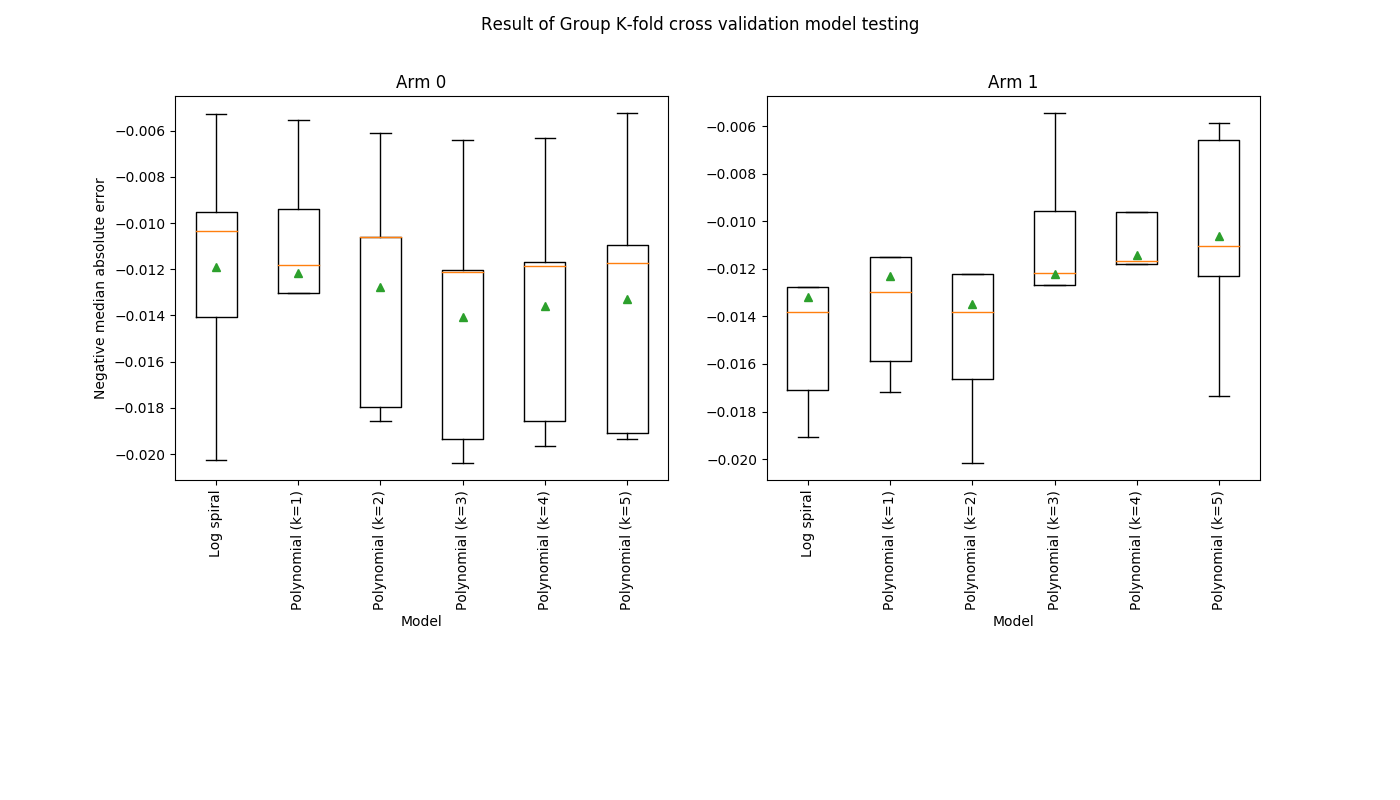 Result of Group K-fold cross validation model testing
Arm 0
Negative median absolute error
−0.006
−0.008
−0.010
−0.012
−0.014
−0.016
−0.018
−0.020
Log spiral
Polynomial (k=1)
Polynomial (k=2)
Polynomial (k=3)
Polynomial (k=4)
Polynomial (k=5)
Model
Arm 1
−0.006
−0.008
−0.010
−0.012
−0.014
−0.016
−0.018
−0.020
Log spiral
Polynomial (k=1)
Polynomial (k=2)
Polynomial (k=3)
Polynomial (k=4)
Polynomial (k=5)
Model